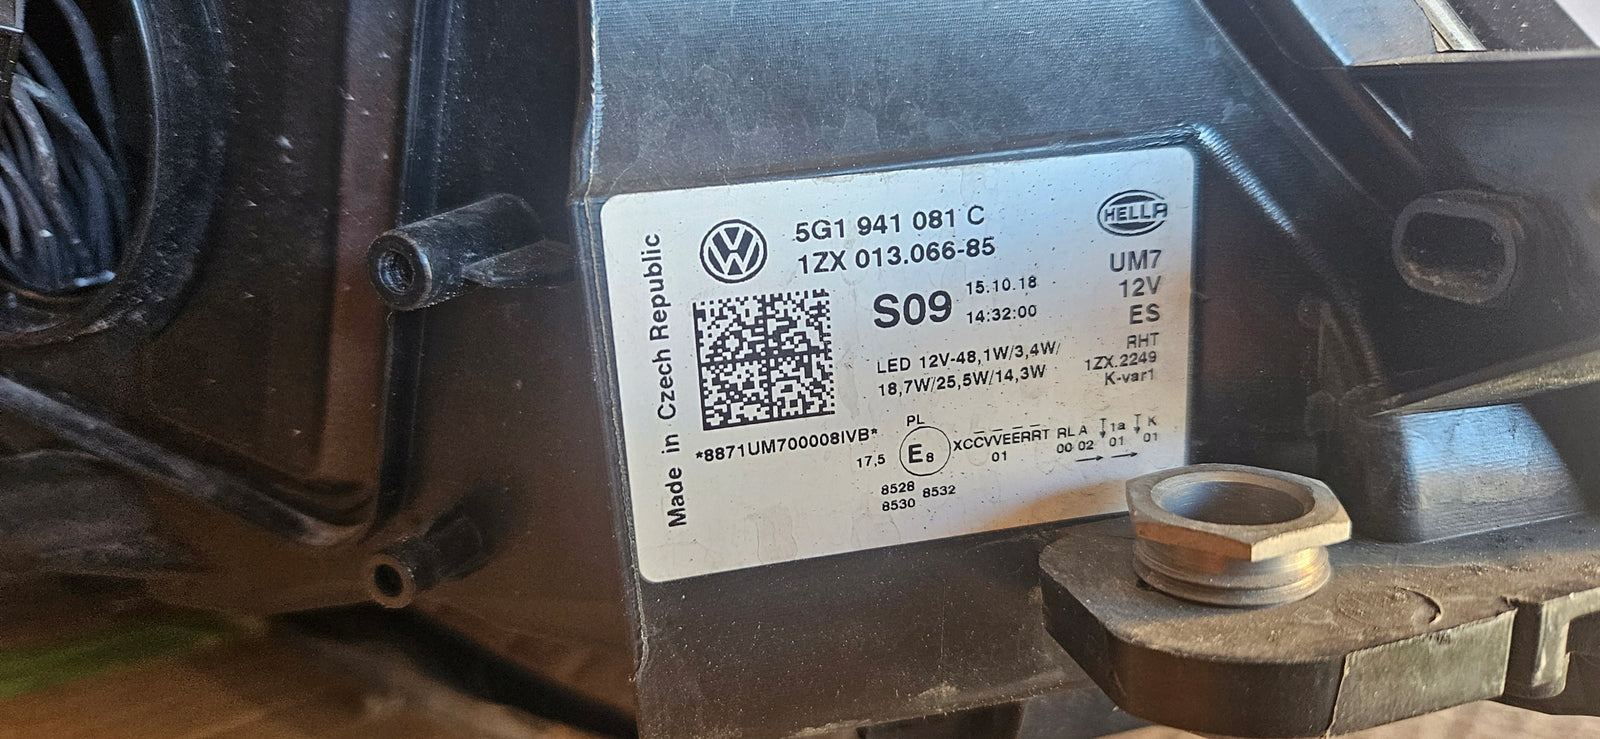 Made in Czech Republic
5G1 941 081 C
1ZX 013.066-85
HELLA
UM7
12V
ES
RHT
1ZX.2249
K-var1
S09
15.10.18
14:32:00
LED 12V-48,1W/3,4W/
18,7W/25,5W/14,3W
*8871UM700008IVB*
PL
17,5
E8
XCCVVEERRT RL A 1a K
01 00 02 01 01
8528
8530 8532